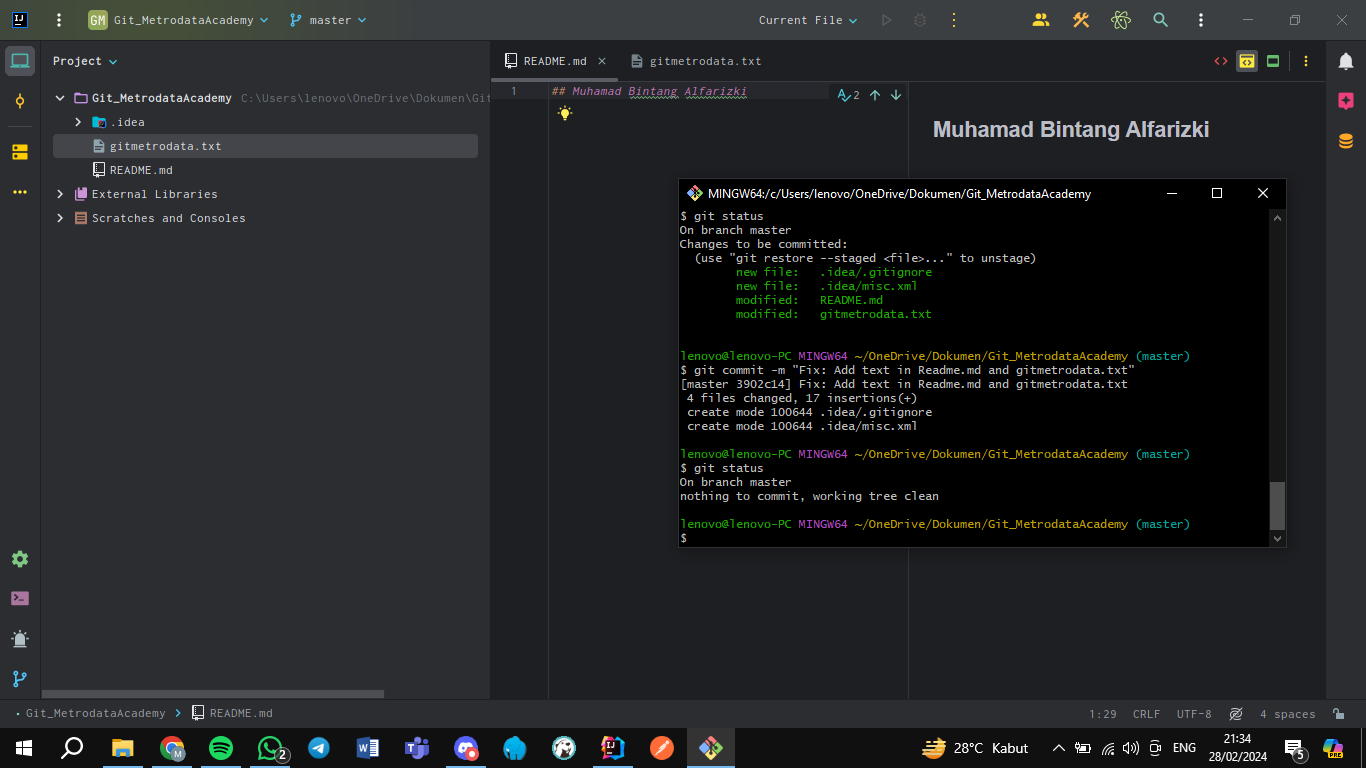 GM Git_MetrodataAcademy master Current File
Project
README.md
gitmetrodata.txt
Git_MetrodataAcademy C:\Users\lenovo\OneDrive\Dokumen\Git
.idea
gitmetrodata.txt
README.md
External Libraries
Scratches and Consoles
1 ## Muhamad Bintang Alfarizki
2
Muhamad Bintang Alfarizki
MINGW64:/c/Users/lenovo/OneDrive/Dokumen/Git_MetrodataAcademy
$ git status
On branch master
Changes to be committed:
(use "git restore --staged <file>..." to unstage)
new file: .idea/.gitignore
new file: .idea/misc.xml
modified: README.md
modified: gitmetrodata.txt
lenovo@lenovo-PC MINGW64 ~/OneDrive/Dokumen/Git_MetrodataAcademy (master)
$ git commit -m "Fix: Add text in Readme.md and gitmetrodata.txt"
[master 3902c14] Fix: Add text in Readme.md and gitmetrodata.txt
4 files changed, 17 insertions(+)
create mode 100644 .idea/.gitignore
create mode 100644 .idea/misc.xml
lenovo@lenovo-PC MINGW64 ~/OneDrive/Dokumen/Git_MetrodataAcademy (master)
$ git status
On branch master
nothing to commit, working tree clean
lenovo@lenovo-PC MINGW64 ~/OneDrive/Dokumen/Git_MetrodataAcademy (master)
$
Git_MetrodataAcademy > README.md
1:29 CRLF UTF-8 4 spaces
2
28°C Kabut
ENG
21:34
28/02/2024
5
PRE